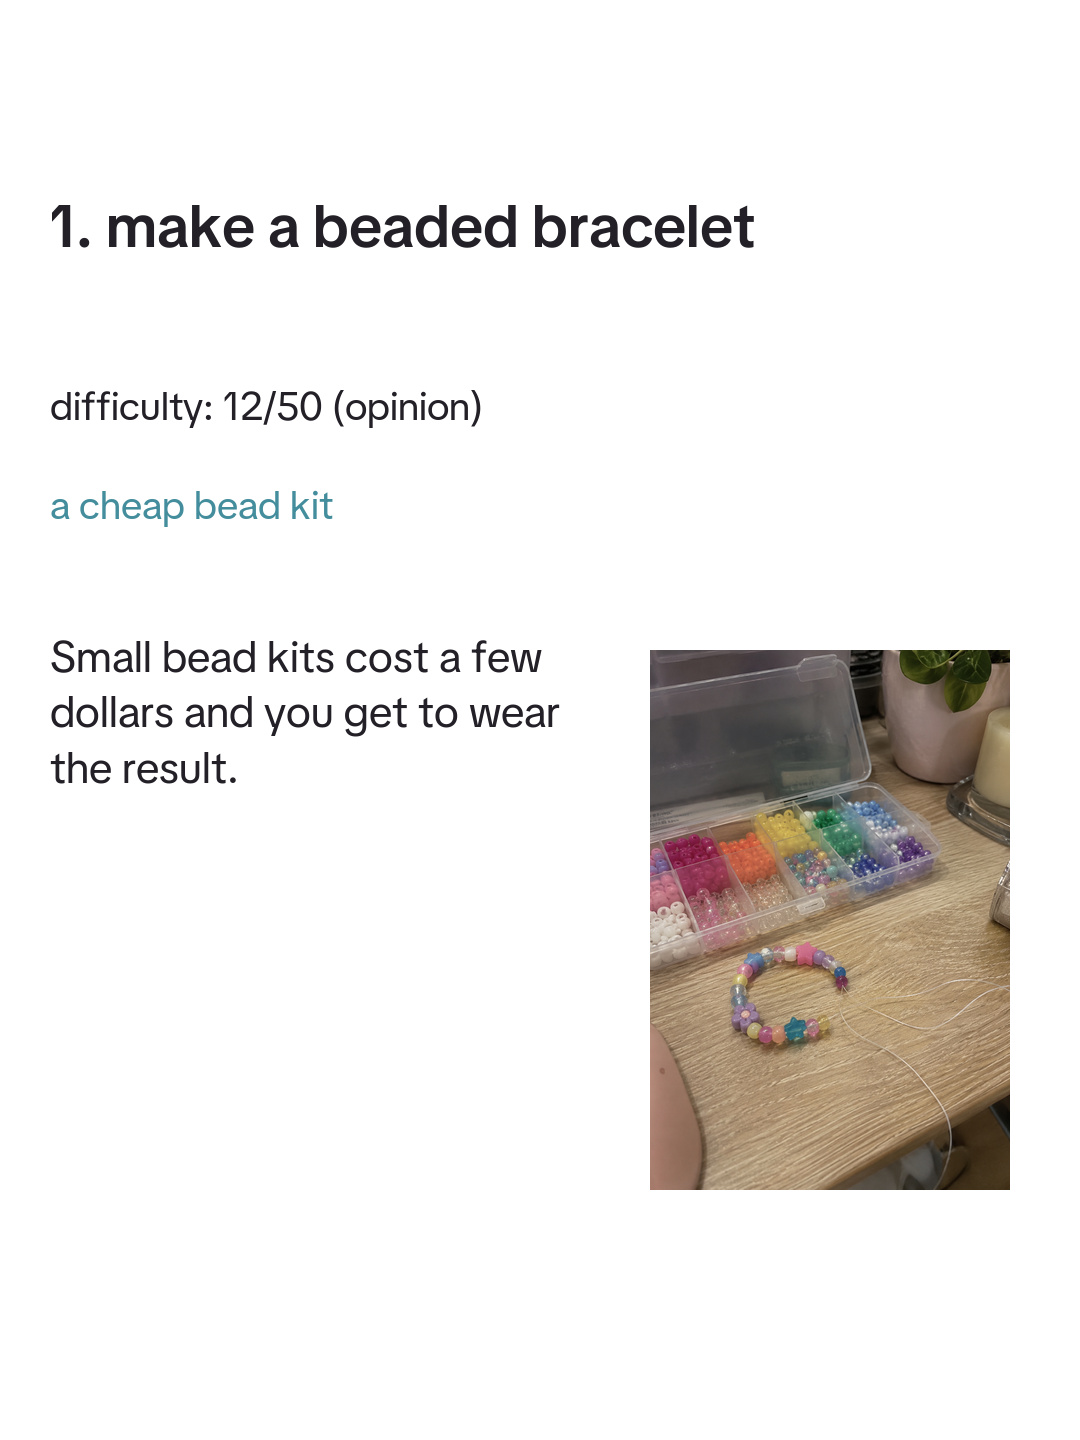 1. make a beaded bracelet
difficulty: 12/50 (opinion)
a cheap bead kit
Small bead kits cost a few
dollars and you get to wear
the result.